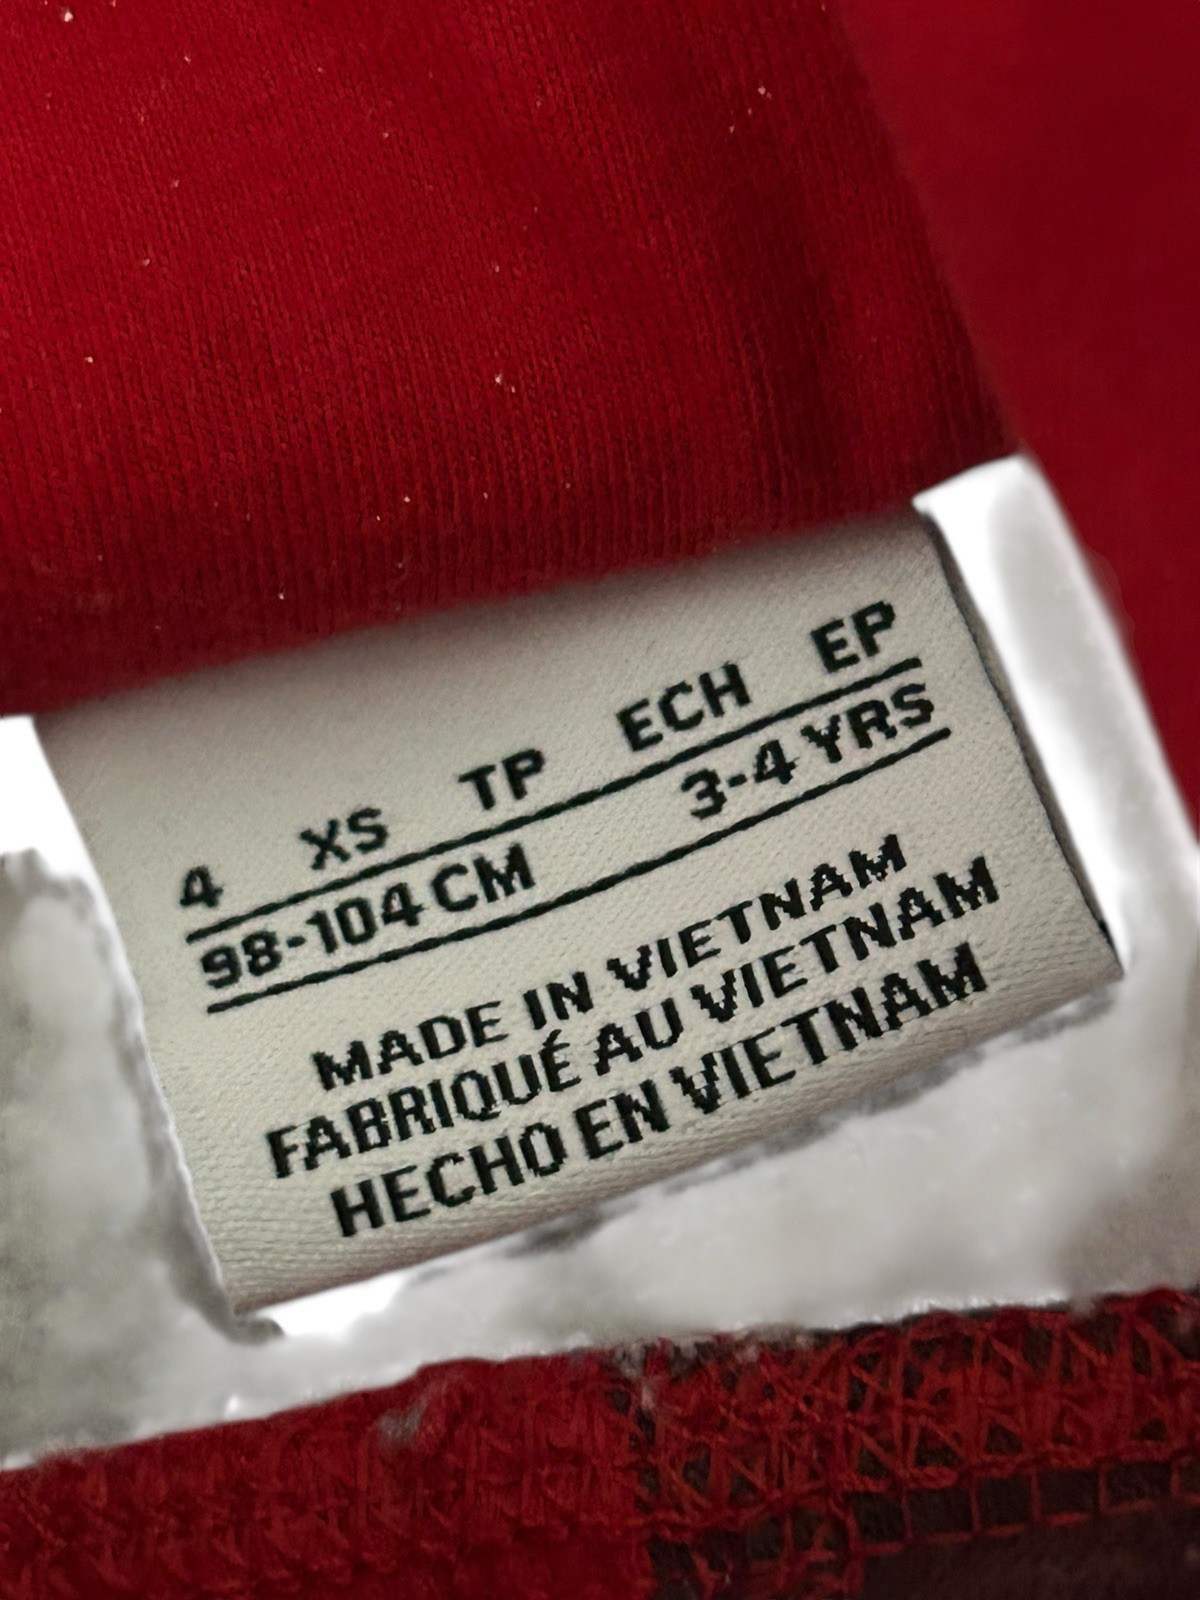 4 XS TP ECH EP
98-104 CM 3-4 YRS
MADE IN VIETNAM
FABRIQUÉ AU VIETNAM
HECHO EN VIETNAM